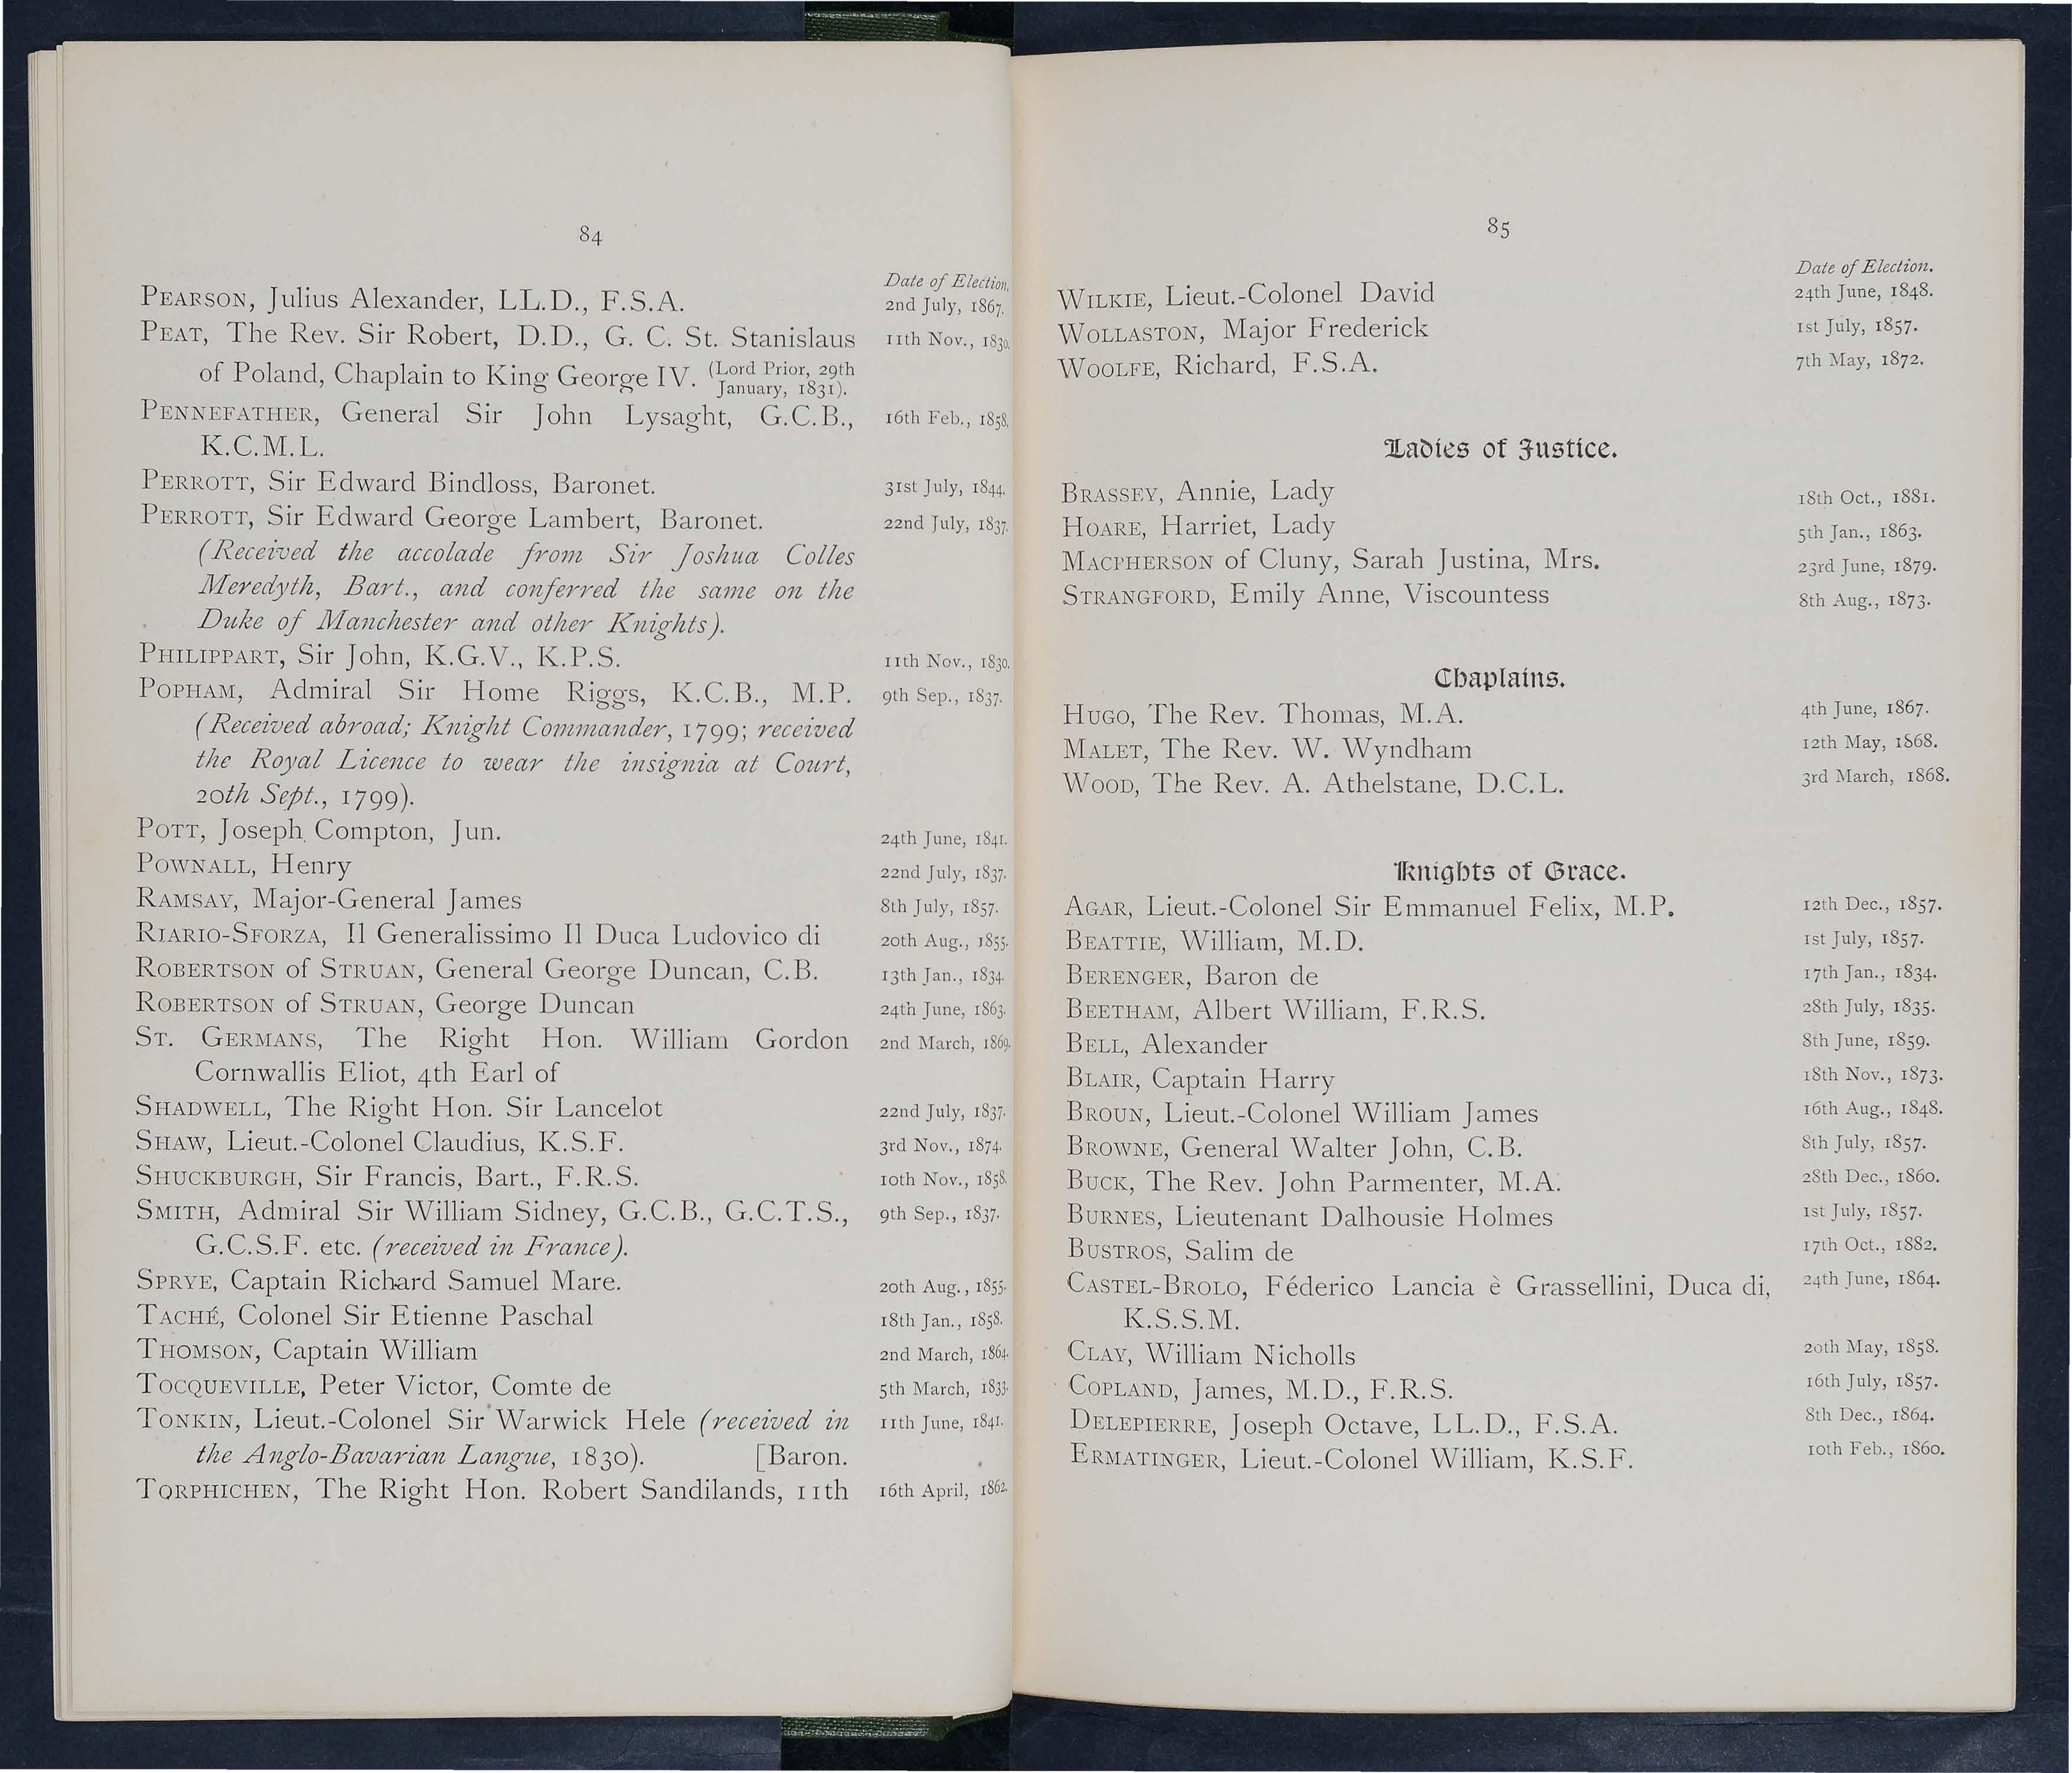 84
Date of Election.
PEARSON, Julius Alexander, LL.D., F.S.A. 2nd July, 1867.
PEAT, The Rev. Sir Robert, D.D., G. C. St. Stanislaus 11th Nov., 1830.
of Poland, Chaplain to King George IV. (Lord Prior, 29th
January, 1831).
PENNEFATHER, General Sir John Lysaght, G.C.B., 16th Feb., 1858.
K.C.M.L.
PERROTT, Sir Edward Bindloss, Baronet. 31st July, 1844.
PERROTT, Sir Edward George Lambert, Baronet. 22nd July, 1837.
(Received the accolade from Sir Joshua Colles
Meredyth, Bart., and conferred the same on the
Duke of Manchester and other Knights).
PHILIPPART, Sir John, K.G.V., K.P.S. 11th Nov., 1830.
POPHAM, Admiral Sir Home Riggs, K.C.B., M.P. 9th Sep., 1837.
(Received abroad; Knight Commander, 1799; received
the Royal Licence to wear the insignia at Court,
20th Sept., 1799).
POTT, Joseph Compton, Jun. 24th June, 1841.
POWNALL, Henry 22nd July, 1837.
RAMSAY, Major-General James 8th July, 1857.
RIARIO-SFORZA, Il Generalissimo Il Duca Ludovico di 20th Aug., 1855.
ROBERTSON of STRUAN, General George Duncan, C.B. 13th Jan., 1834.
ROBERTSON of STRUAN, George Duncan 24th June, 1863.
ST. GERMANS, The Right Hon. William Gordon 2nd March, 1869.
Cornwallis Eliot, 4th Earl of
SHADWELL, The Right Hon. Sir Lancelot 22nd July, 1837.
SHAW, Lieut.-Colonel Claudius, K.S.F. 3rd Nov., 1874.
SHUCKBURGH, Sir Francis, Bart., F.R.S. 10th Nov., 1858.
SMITH, Admiral Sir William Sidney, G.C.B., G.C.T.S., 9th Sep., 1837.
G.C.S.F. etc. (received in France).
SPRYE, Captain Richard Samuel Mare. 20th Aug., 1855.
TACHÉ, Colonel Sir Etienne Paschal 18th Jan., 1858.
THOMSON, Captain William 2nd March, 1864.
TOCQUEVILLE, Peter Victor, Comte de 5th March, 1833.
TONKIN, Lieut.-Colonel Sir Warwick Hele (received in 11th June, 1841.
the Anglo-Bavarian Langue, 1830). [Baron.
TORPHICHEN, The Right Hon. Robert Sandilands, 11th 16th April, 1862.
85
Date of Election.
WILKIE, Lieut.-Colonel David 24th June, 1848.
WOLLASTON, Major Frederick 1st July, 1857.
WOOLFE, Richard, F.S.A. 7th May, 1872.
Ladies of Justice.
BRASSEY, Annie, Lady 18th Oct., 1881.
HOARE, Harriet, Lady 5th Jan., 1863.
MACPHERSON of Cluny, Sarah Justina, Mrs. 23rd June, 1879.
STRANGFORD, Emily Anne, Viscountess 8th Aug., 1873.
Chaplains.
HUGO, The Rev. Thomas, M.A. 4th June, 1867.
MALET, The Rev. W. Wyndham 12th May, 1868.
WOOD, The Rev. A. Athelstane, D.C.L. 3rd March, 1868.
Knights of Grace.
AGAR, Lieut.-Colonel Sir Emmanuel Felix, M.P. 12th Dec., 1857.
BEATTIE, William, M.D. 1st July, 1857.
BERENGER, Baron de 17th Jan., 1834.
BEETHAM, Albert William, F.R.S. 28th July, 1835.
BELL, Alexander 8th June, 1859.
BLAIR, Captain Harry 18th Nov., 1873.
BROUN, Lieut.-Colonel William James 16th Aug., 1848.
BROWNE, General Walter John, C.B. 8th July, 1857.
BUCK, The Rev. John Parmenter, M.A. 28th Dec., 1860.
BURNES, Lieutenant Dalhousie Holmes 1st July, 1857.
BUSTROS, Salim de 17th Oct., 1882.
CASTEL-BROLO, Féderico Lancia è Grassellini, Duca di, 24th June, 1864.
K.S.S.M.
CLAY, William Nicholls 20th May, 1858.
COPLAND, James, M.D., F.R.S. 16th July, 1857.
DELEPIERRE, Joseph Octave, LL.D., F.S.A. 8th Dec., 1864.
ERMATINGER, Lieut.-Colonel William, K.S.F. 10th Feb., 1860.